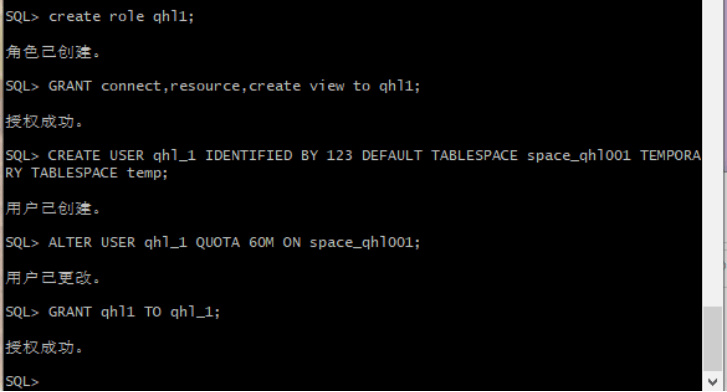 SQL> create role qhl1;
角色已创建。
SQL> GRANT connect,resource,create view to qhl1;
授权成功。
SQL> CREATE USER qhl_1 IDENTIFIED BY 123 DEFAULT TABLESPACE space_qhl001 TEMPORA
RY TABLESPACE temp;
用户已创建。
SQL> ALTER USER qhl_1 QUOTA 60M ON space_qhl001;
用户已更改。
SQL> GRANT qhl1 TO qhl_1;
授权成功。
SQL>